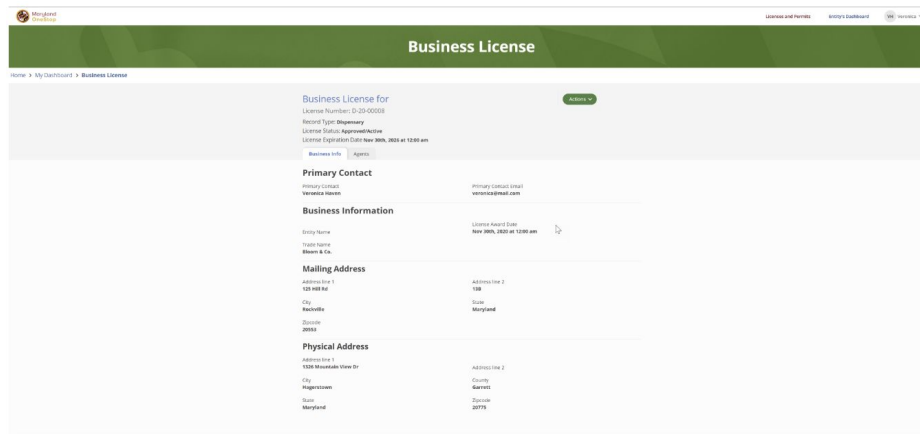 Maryland OneStop
Licenses and Permits Entity's Dashboard VH Veronica
Business License
Home > My Dashboard > Business License
Business License for
Actions
License Number: D-20-00008
Record Type: Dispensary
License Status: Approved/Active
License Expiration Date Nov 30th, 2026 at 12:00 am
Business Info Agents
Primary Contact
Primary Contact Primary Contact Email
Veronica Haven veronica@mail.com
Business Information
License Award Date
Entity Name Nov 30th, 2020 at 12:00 am
Trade Name
Bloom & Co.
Mailing Address
Address line 1 Address line 2
125 Hill Rd 13B
City State
Rockville Maryland
Zipcode
20553
Physical Address
Address line 1
1326 Mountain View Dr Address line 2
City County
Hagerstown Garrett
State Zipcode
Maryland 20775